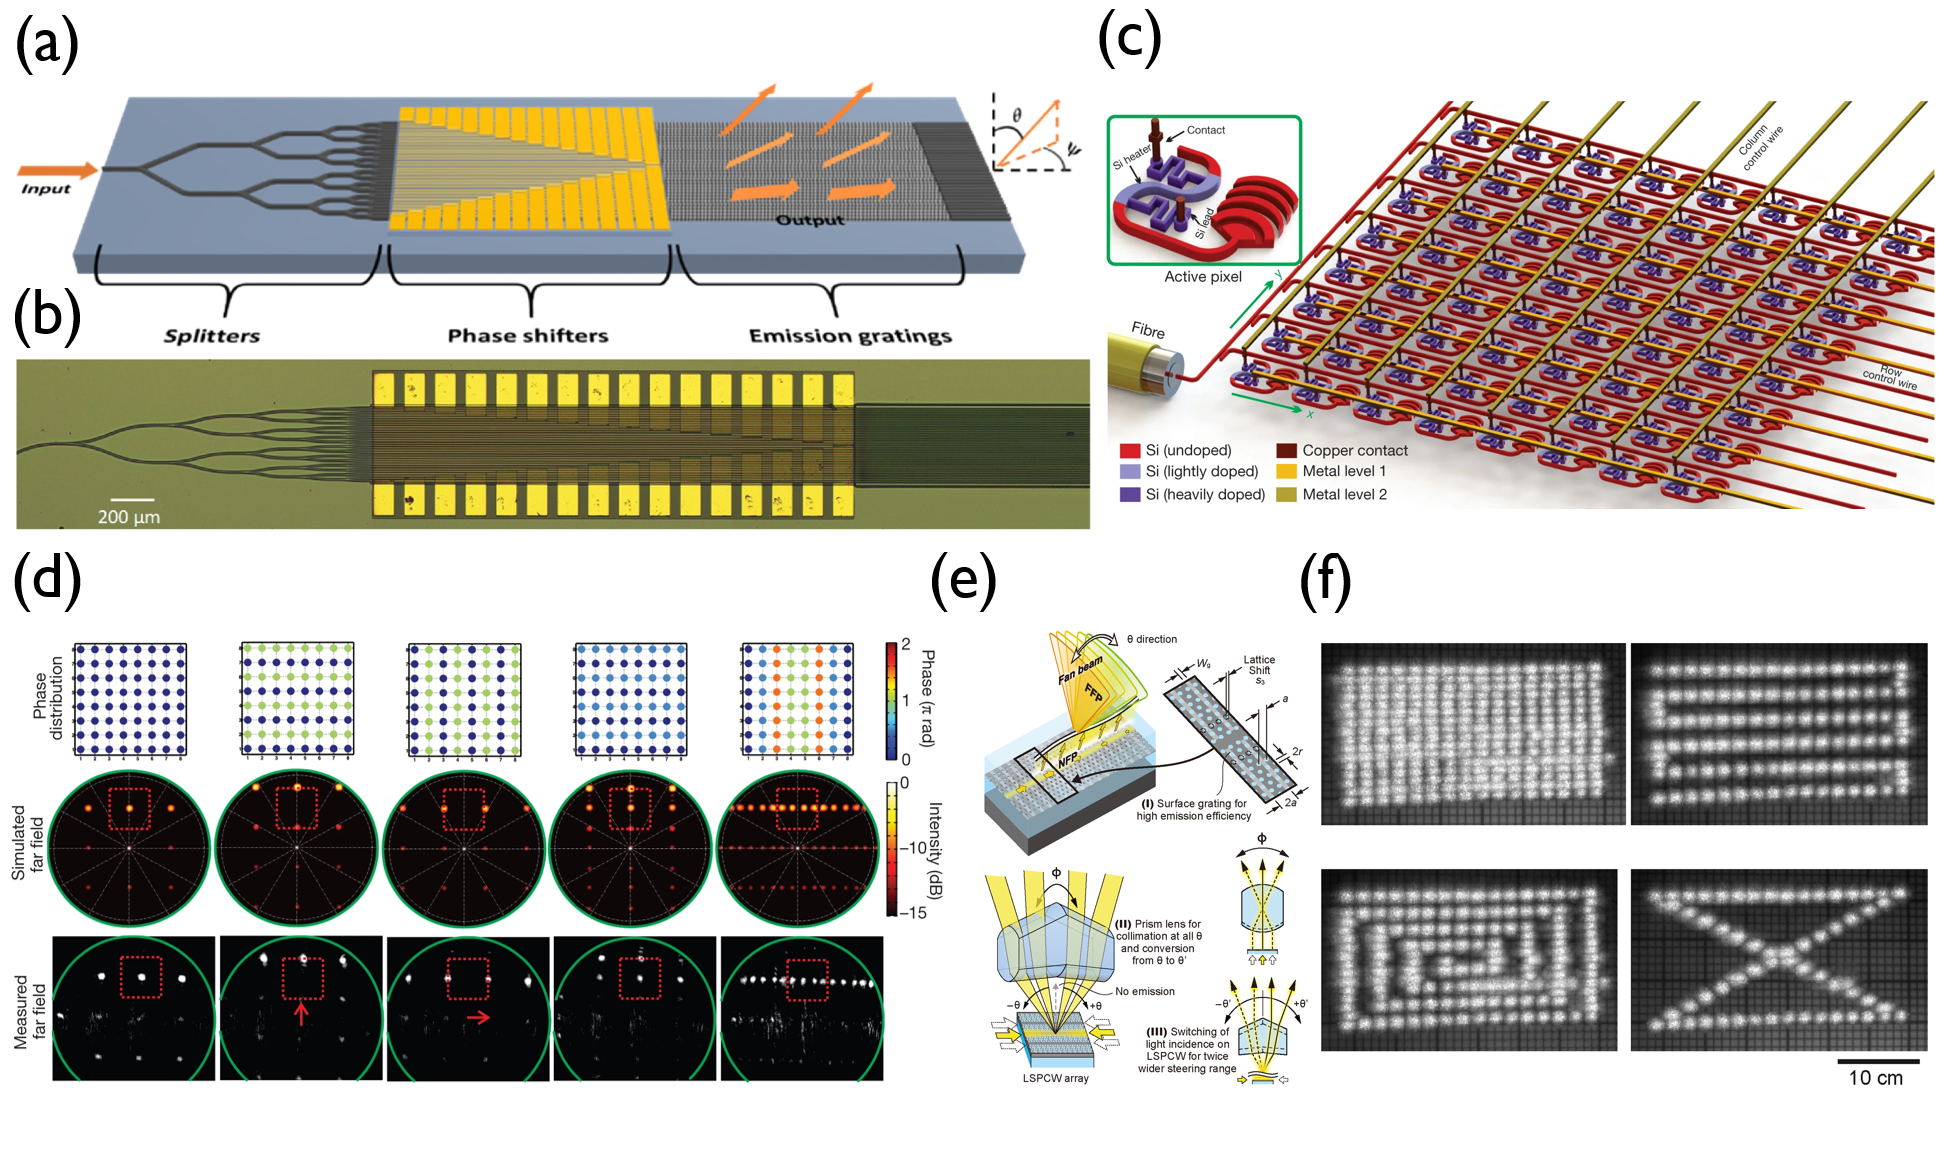 (a)
Input
Output
θ
ψ
Splitters
Phase shifters
Emission gratings
(b)
200 μm
(c)
Contact
Si heater
Si lead
Active pixel
Column
control wire
Row
control wire
Fibre
y
x
Si (undoped)
Si (lightly doped)
Si (heavily doped)
Copper contact
Metal level 1
Metal level 2
(d)
Phase
distribution
2
1
0
Phase (π rad)
Simulated
far field
0
−10
−15
Intensity (dB)
Measured
far field
(e)
θ direction
Fan beam
FFP
NFP
Ws
Lattice
Shift
s3
a
2r
2a
(I) Surface grating for
high emission efficiency
ϕ
(II) Prism lens for
collimation at all θ
and conversion
from θ to θ'
No emission
−θ
+θ
LSPCW array
ϕ
−θ'
+θ'
(III) Switching of
light incidence on
LSPCW for twice
wider steering range
(f)
10 cm